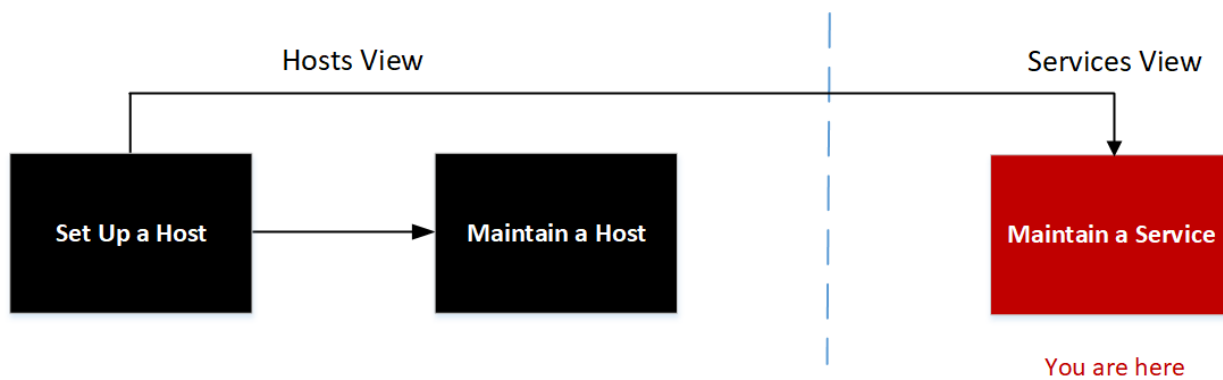 Hosts View
Services View
Set Up a Host
Maintain a Host
Maintain a Service
You are here